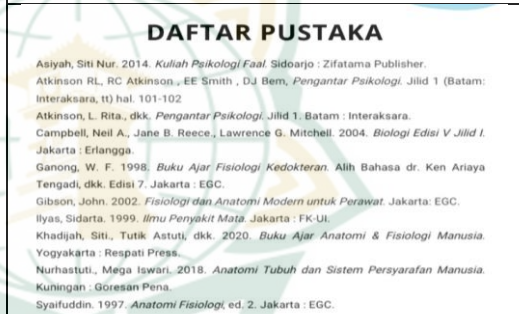 DAFTAR PUSTAKA
Asiyah, Siti Nur. 2014. Kuliah Psikologi Faal. Sidoarjo : Zifatama Publisher.
Atkinson RL, RC Atkinson , EE Smith , DJ Bem, Pengantar Psikologi. Jilid 1 (Batam:
Interaksara, tt) hal. 101-102
Atkinson, L. Rita., dkk. Pengantar Psikologi. Jilid 1. Batam : Interaksara.
Campbell, Neil A., Jane B. Reece., Lawrence G. Mitchell. 2004. Biologi Edisi V Jilid I.
Jakarta : Erlangga.
Ganong, W. F. 1998. Buku Ajar Fisiologi Kedokteran. Alih Bahasa dr. Ken Ariaya
Tengadi, dkk. Edisi 7. Jakarta : EGC.
Gibson, John. 2002. Fisiologi dan Anatomi Modern untuk Perawat. Jakarta: EGC.
Ilyas, Sidarta. 1999. Ilmu Penyakit Mata. Jakarta : FK-UI.
Khadijah, Siti., Tutik Astuti, dkk. 2020. Buku Ajar Anatomi & Fisiologi Manusia.
Yogyakarta : Respati Press.
Nurhastuti., Mega Iswari. 2018. Anatomi Tubuh dan Sistem Persyarafan Manusia.
Kuningan : Goresan Pena.
Syaifuddin. 1997. Anatomi Fisiologi, ed. 2. Jakarta : EGC.